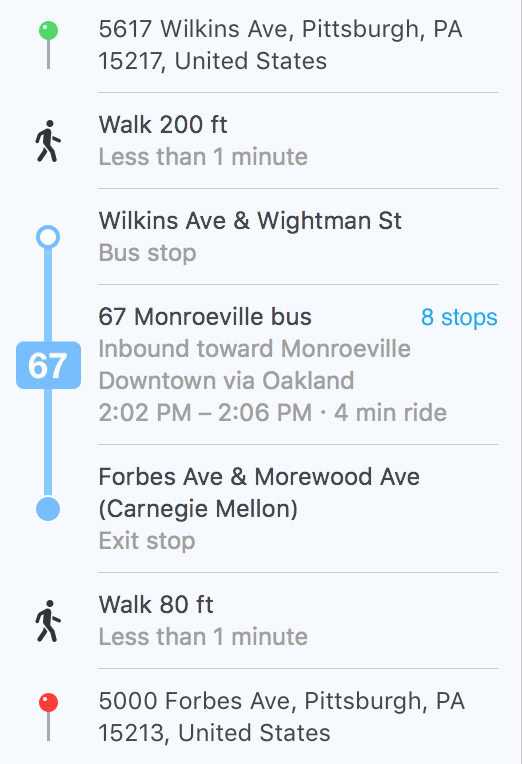 5617 Wilkins Ave, Pittsburgh, PA
15217, United States
Walk 200 ft
Less than 1 minute
Wilkins Ave & Wightman St
Bus stop
67 Monroeville bus
8 stops
Inbound toward Monroeville
67
Downtown via Oakland
2:02 PM – 2:06 PM · 4 min ride
Forbes Ave & Morewood Ave
(Carnegie Mellon)
Exit stop
Walk 80 ft
Less than 1 minute
5000 Forbes Ave, Pittsburgh, PA
15213, United States